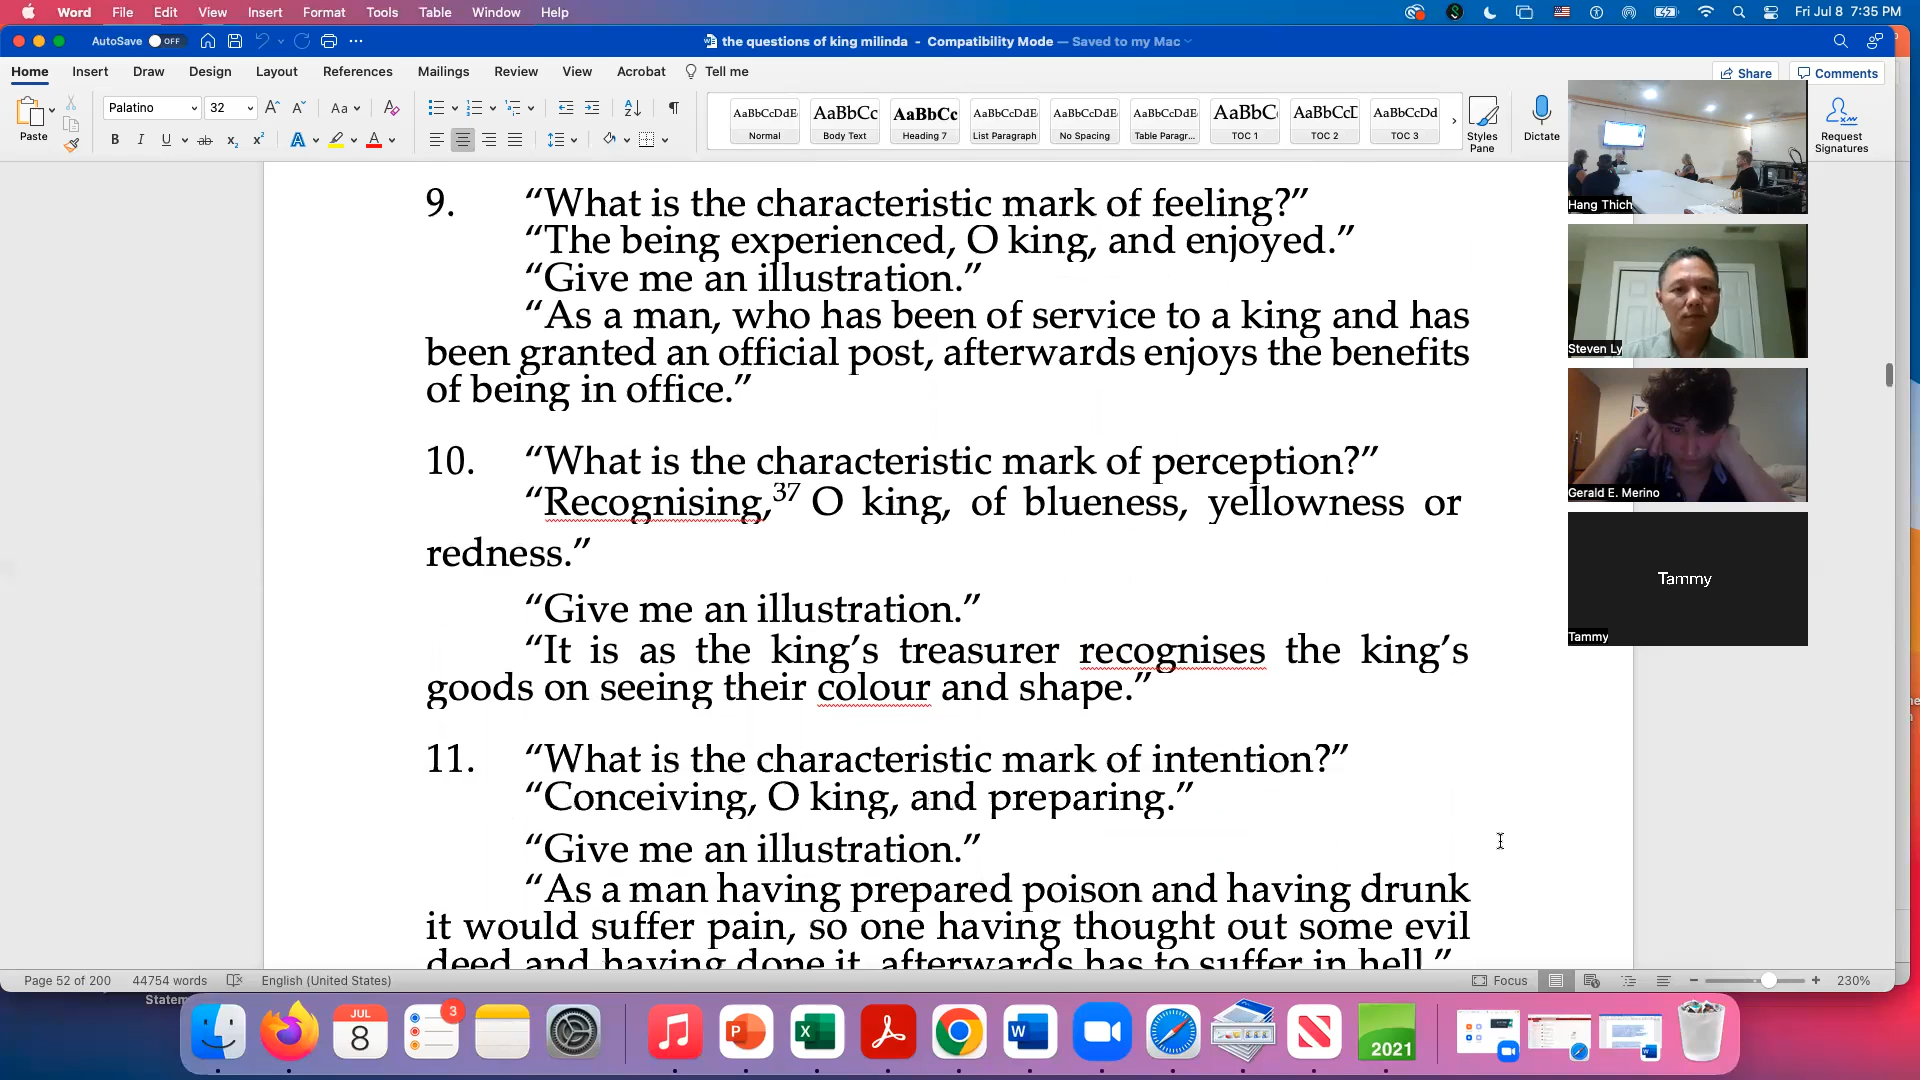 Word File Edit View Insert Format Tools Table Window Help
Fri Jul 8 7:35 PM
AutoSave OFF
the questions of king milinda - Compatibility Mode — Saved to my Mac
Home Insert Draw Design Layout References Mailings Review View Acrobat Tell me
Share Comments
Paste
Palatino 32
AaBbCcDdE Normal
AaBbCc Body Text
AaBbCc Heading 7
AaBbCcDdE List Paragraph
AaBbCcDdE No Spacing
AaBbCcDdE Table Paragr...
AaBbC TOC 1
AaBbCcD TOC 2
AaBbCcDd TOC 3
Styles Pane
Dictate
Request Signatures
9. “What is the characteristic mark of feeling?”
“The being experienced, O king, and enjoyed.”
“Give me an illustration.”
“As a man, who has been of service to a king and has
been granted an official post, afterwards enjoys the benefits
of being in office.”
10. “What is the characteristic mark of perception?”
“Recognising,37 O king, of blueness, yellowness or
redness.”
“Give me an illustration.”
“It is as the king’s treasurer recognises the king’s
goods on seeing their colour and shape.”
11. “What is the characteristic mark of intention?”
“Conceiving, O king, and preparing.”
“Give me an illustration.”
“As a man having prepared poison and having drunk
it would suffer pain, so one having thought out some evil
deed and having done it, afterwards has to suffer in hell.”
Hang Thich
Steven Ly
Gerald E. Merino
Tammy
Tammy
Page 52 of 200 44754 words English (United States)
Focus
230%
Statem
JUL
8
3
2021